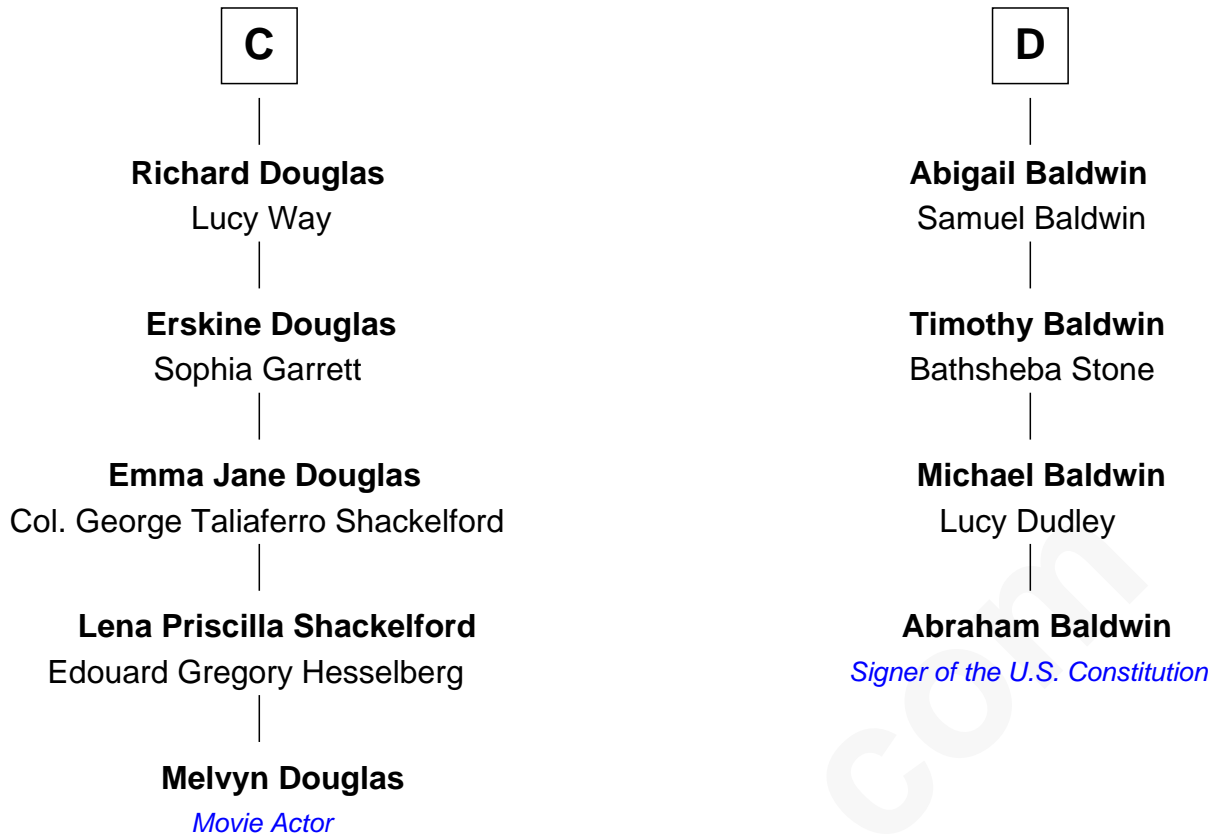 C
Richard Douglas
Lucy Way
Erskine Douglas
Sophia Garrett
Emma Jane Douglas
Col. George Taliaferro Shackelford
Lena Priscilla Shackelford
Edouard Gregory Hesselberg
Melvyn Douglas
Movie Actor
D
Abigail Baldwin
Samuel Baldwin
Timothy Baldwin
Bathsheba Stone
Michael Baldwin
Lucy Dudley
Abraham Baldwin
Signer of the U.S. Constitution
com